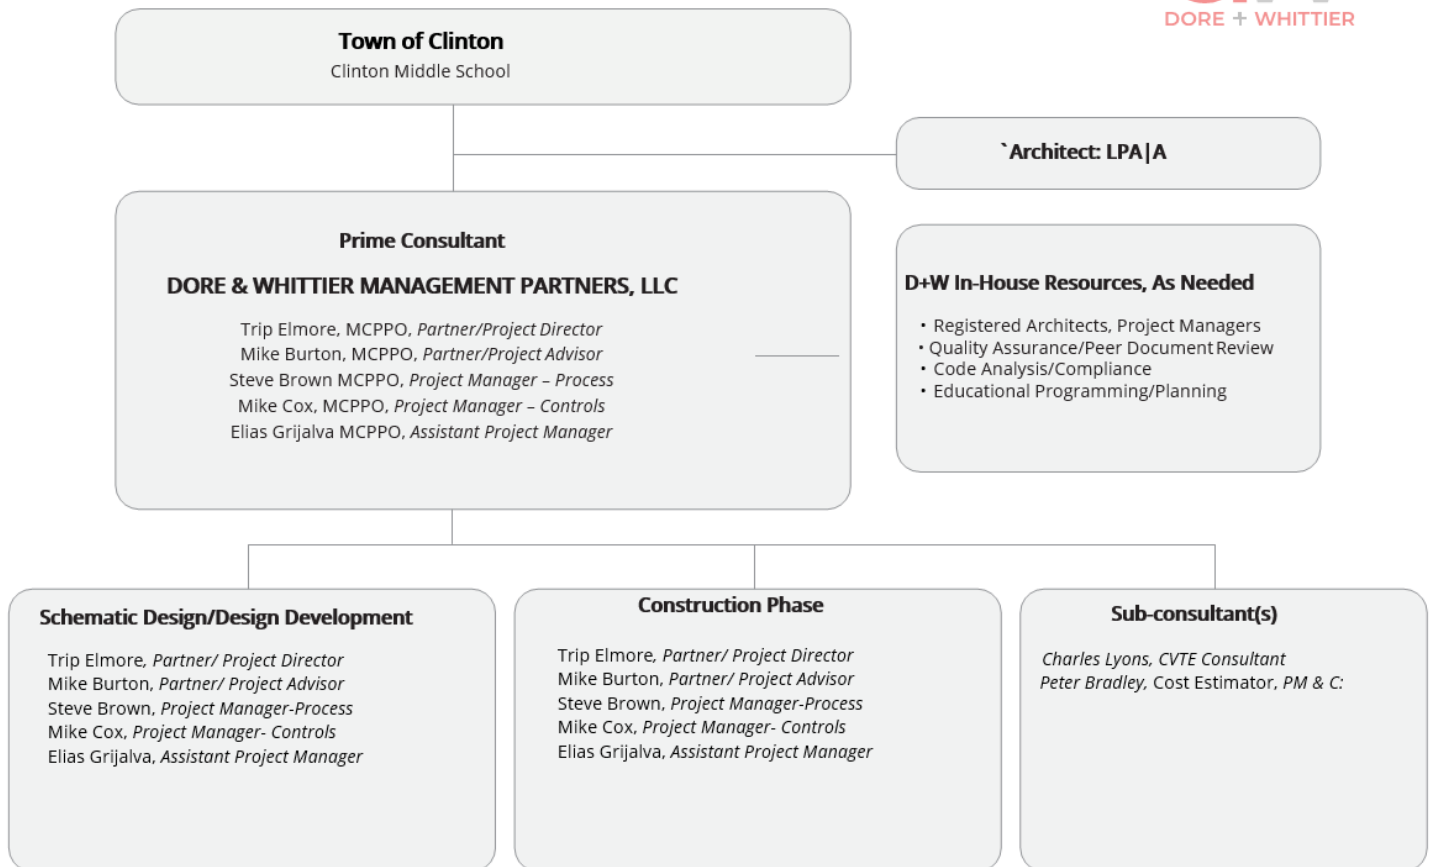 DORE + WHITTIER
Town of Clinton
Clinton Middle School
`Architect: LPA|A
Prime Consultant
DORE & WHITTIER MANAGEMENT PARTNERS, LLC
Trip Elmore, MCPPO, Partner/Project Director
Mike Burton, MCPPO, Partner/Project Advisor
Steve Brown MCPPO, Project Manager – Process
Mike Cox, MCPPO, Project Manager – Controls
Elias Grijalva MCPPO, Assistant Project Manager
D+W In-House Resources, As Needed
• Registered Architects, Project Managers
• Quality Assurance/Peer Document Review
• Code Analysis/Compliance
• Educational Programming/Planning
Schematic Design/Design Development
Trip Elmore, Partner/ Project Director
Mike Burton, Partner/ Project Advisor
Steve Brown, Project Manager-Process
Mike Cox, Project Manager- Controls
Elias Grijalva, Assistant Project Manager
Construction Phase
Trip Elmore, Partner/ Project Director
Mike Burton, Partner/ Project Advisor
Steve Brown, Project Manager-Process
Mike Cox, Project Manager- Controls
Elias Grijalva, Assistant Project Manager
Sub-consultant(s)
Charles Lyons, CVTE Consultant
Peter Bradley, Cost Estimator, PM & C: